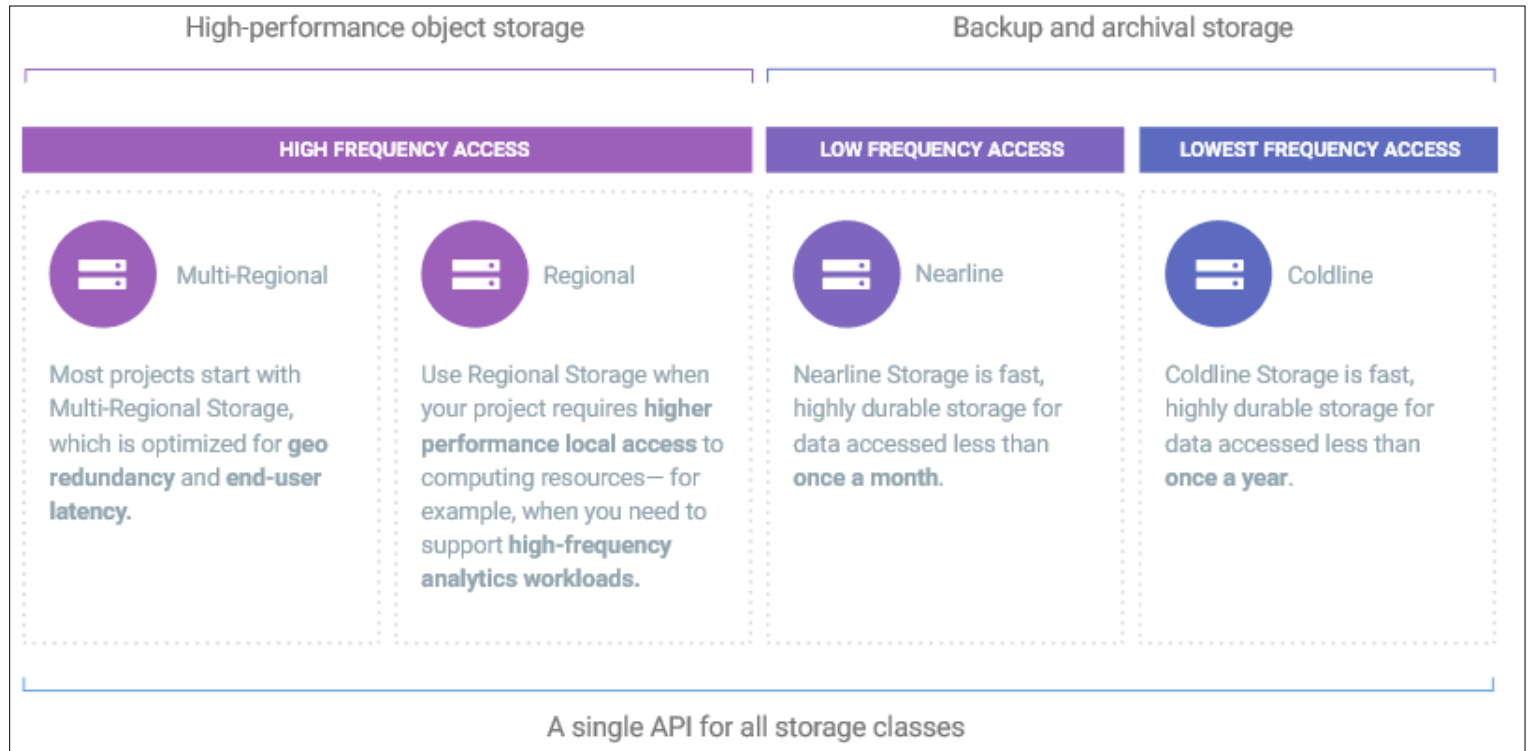 High-performance object storage
Backup and archival storage
HIGH FREQUENCY ACCESS
LOW FREQUENCY ACCESS
LOWEST FREQUENCY ACCESS
Multi-Regional
Most projects start with
Multi-Regional Storage,
which is optimized for geo
redundancy and end-user
latency.
Regional
Use Regional Storage when
your project requires higher
performance local access to
computing resources— for
example, when you need to
support high-frequency
analytics workloads.
Nearline
Nearline Storage is fast,
highly durable storage for
data accessed less than
once a month.
Coldline
Coldline Storage is fast,
highly durable storage for
data accessed less than
once a year.
A single API for all storage classes